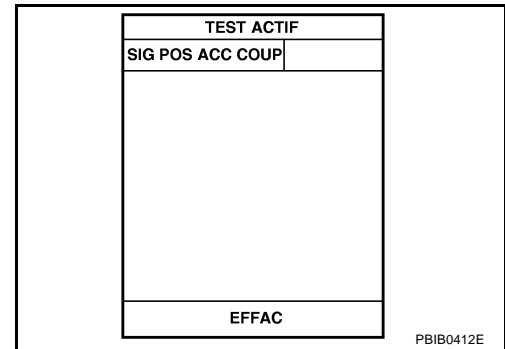 TEST ACTIF
SIG POS ACC COUP
EFFAC
PBIB0412E